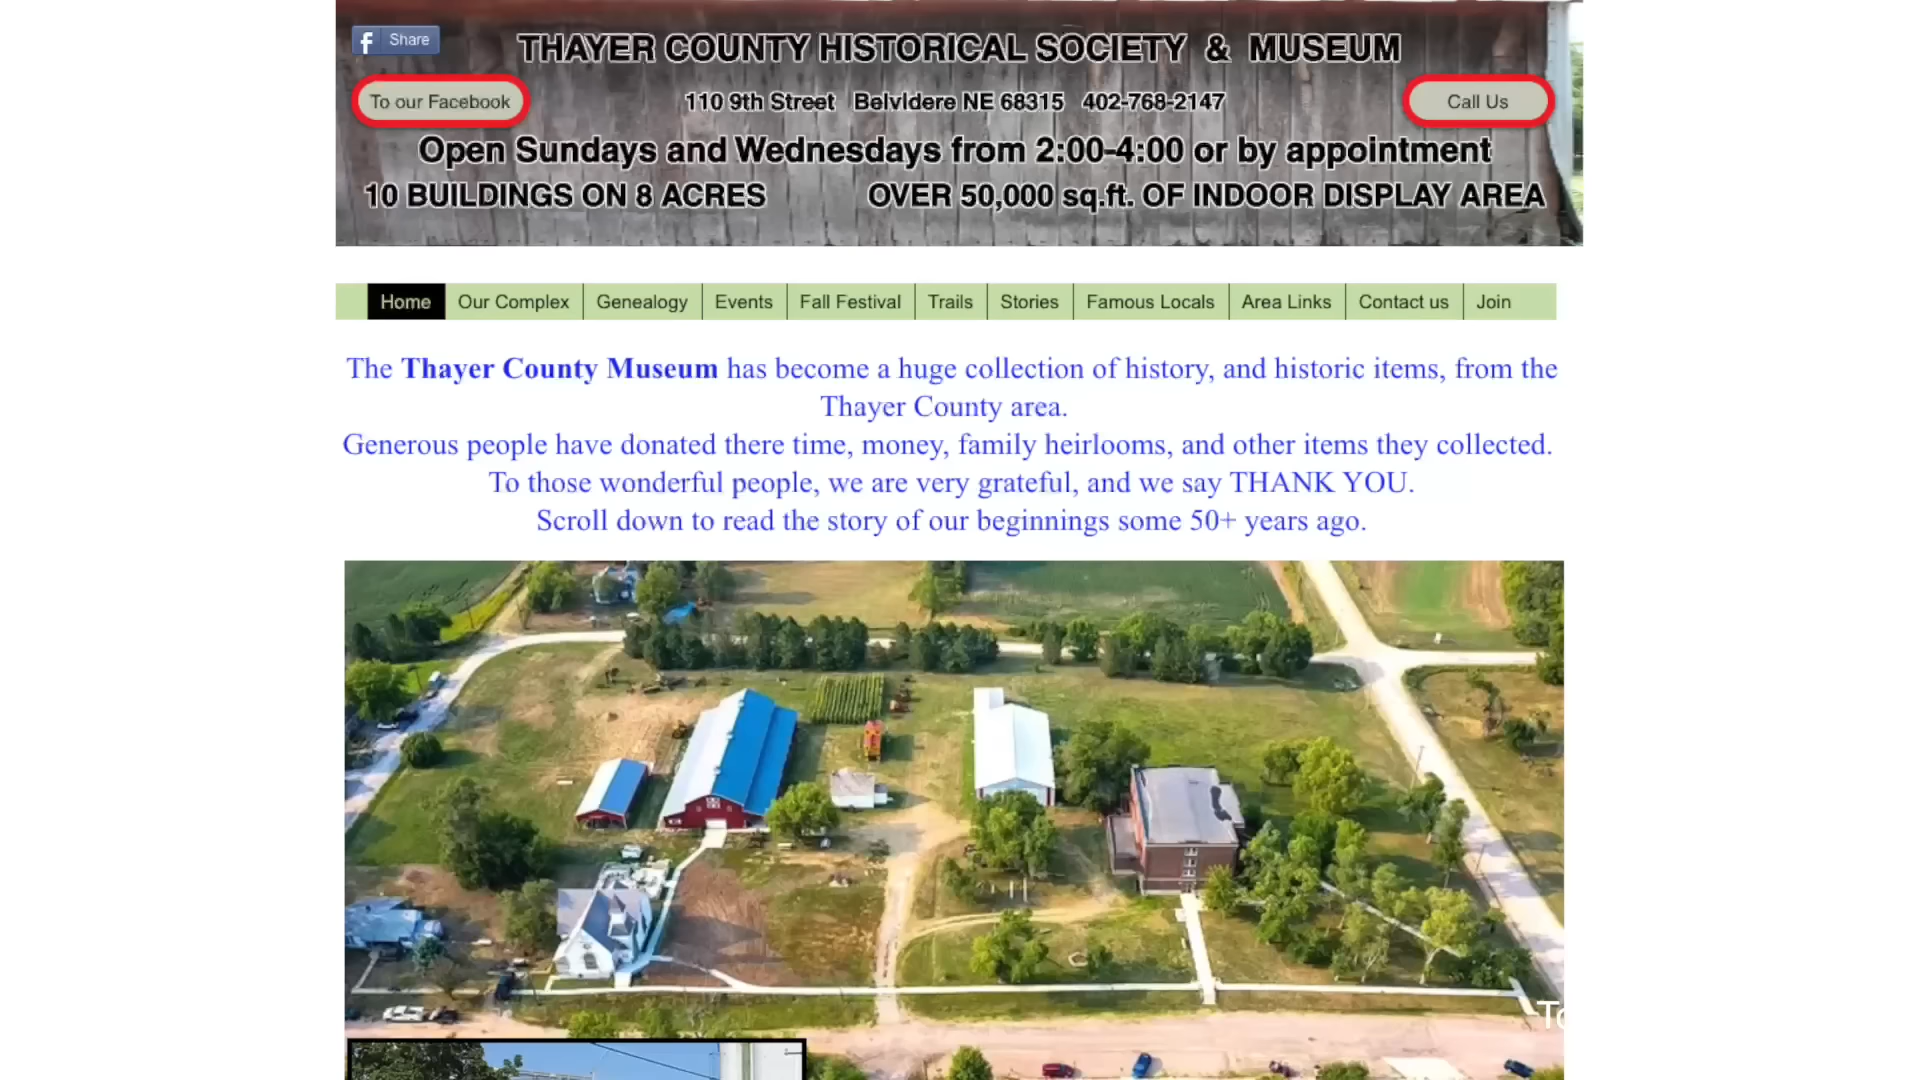 Share
THAYER COUNTY HISTORICAL SOCIETY & MUSEUM
To our Facebook
110 9th Street Belvidere NE 68315 402-768-2147
Call Us
Open Sundays and Wednesdays from 2:00-4:00 or by appointment
10 BUILDINGS ON 8 ACRES OVER 50,000 sq.ft. OF INDOOR DISPLAY AREA
Home Our Complex Genealogy Events Fall Festival Trails Stories Famous Locals Area Links Contact us Join
The Thayer County Museum has become a huge collection of history, and historic items, from the
Thayer County area.
Generous people have donated there time, money, family heirlooms, and other items they collected.
To those wonderful people, we are very grateful, and we say THANK YOU.
Scroll down to read the story of our beginnings some 50+ years ago.